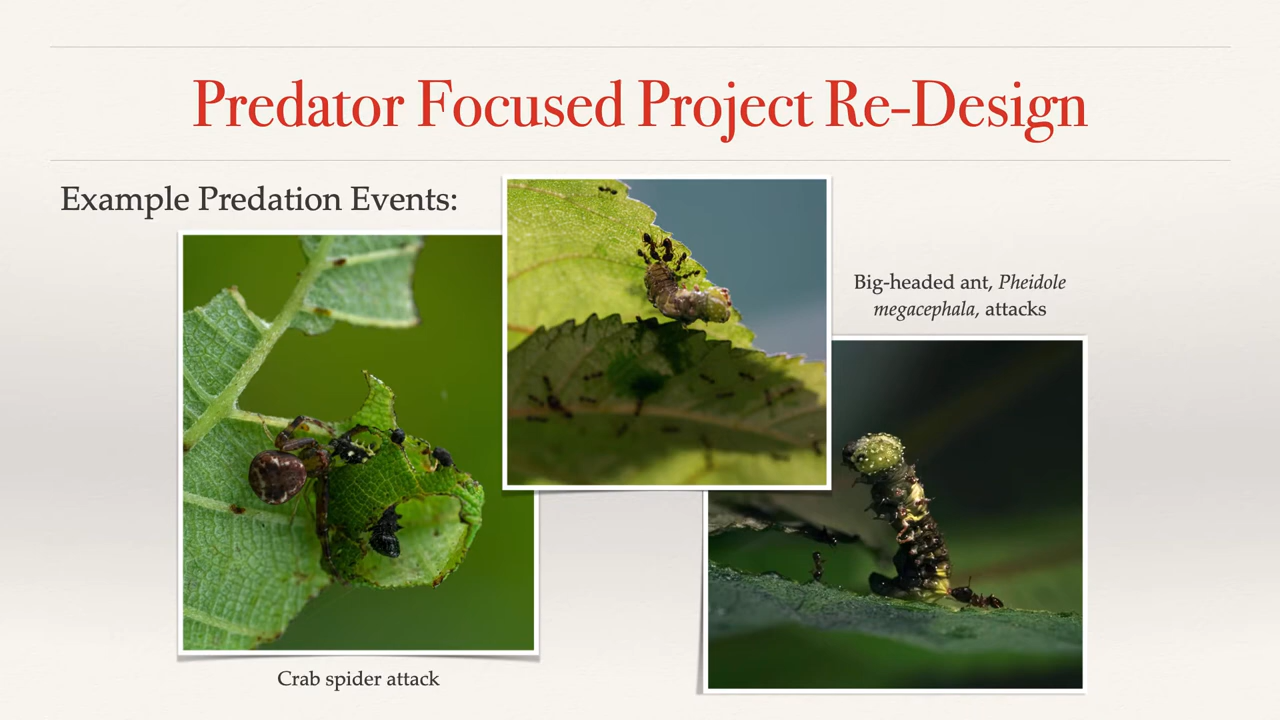 Predator Focused Project Re-Design
Example Predation Events:
Big-headed ant, Pheidole
megacephala, attacks
Crab spider attack